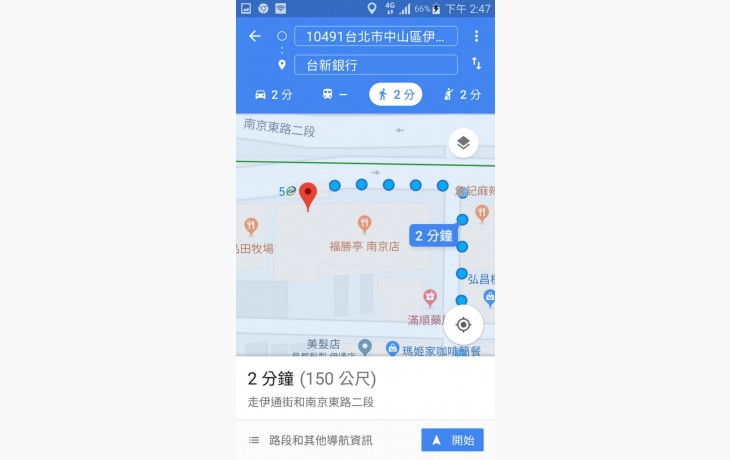 4G 66% 下午 2:47
10491台北市中山區伊…
台新銀行
2 分
2 分
2 分
南京東路二段
5
詹記麻辣
品田牧場
福勝亭 南京店
2 分鐘
滿順藥
美髮店
瑪姬家咖啡簡餐
2 分鐘 (150 公尺)
走伊通街和南京東路二段
路段和其他導航資訊
開始